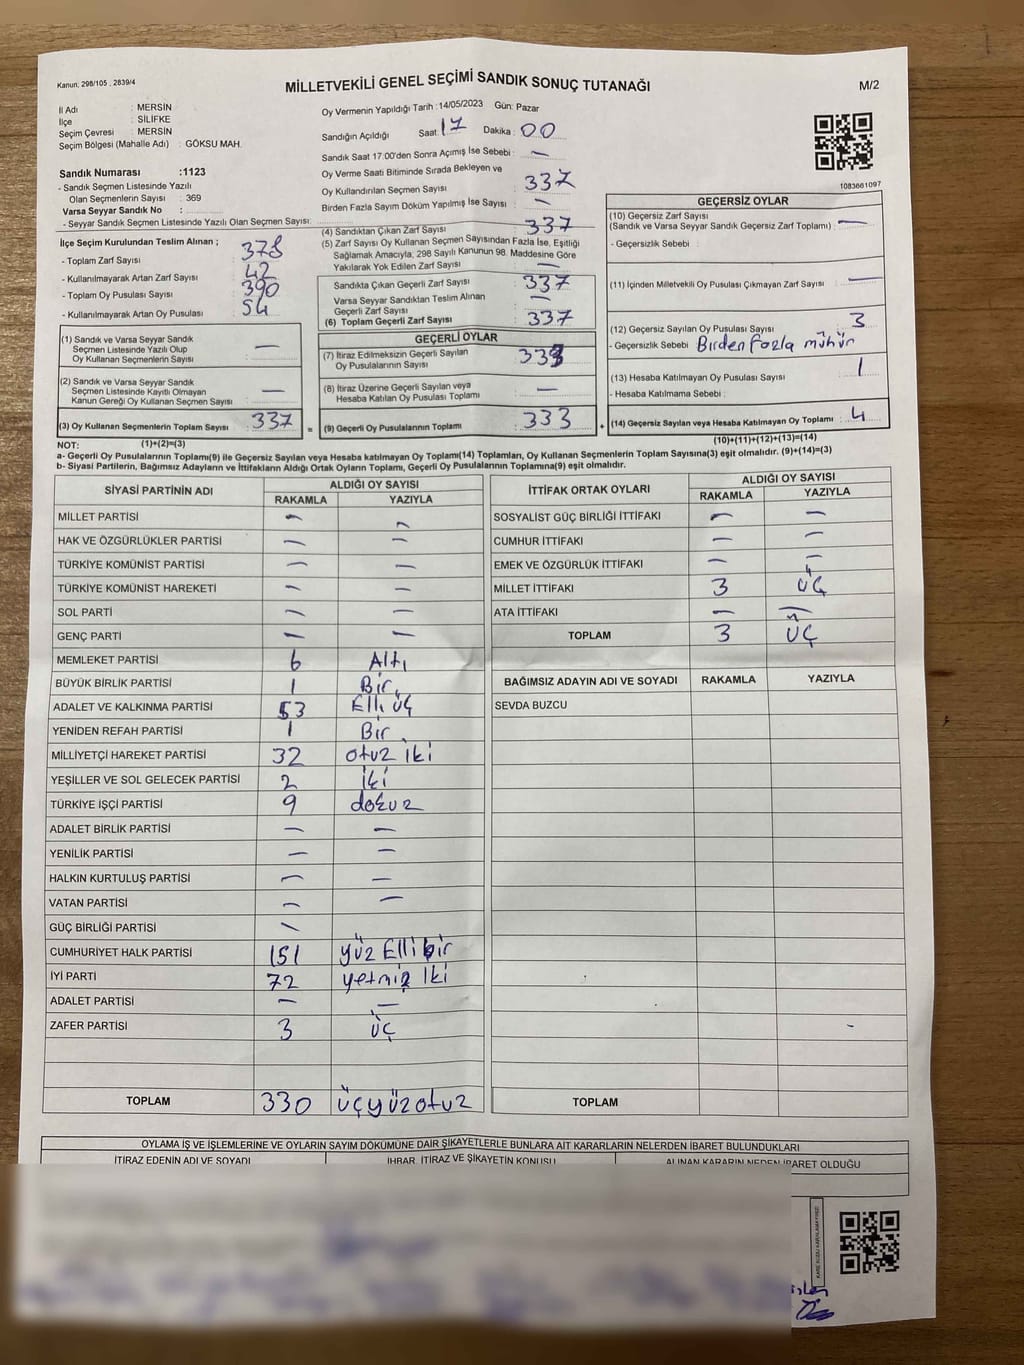 Kanun: 298/105 , 2839/4
MİLLETVEKİLİ GENEL SEÇİMİ SANDIK SONUÇ TUTANAĞI
M/2
İl Adı : MERSİN
İlçe : SİLİFKE
Seçim Çevresi : MERSİN
Seçim Bölgesi (Mahalle Adı) : GÖKSU MAH.
Sandık Numarası :1123
- Sandık Seçmen Listesinde Yazılı
Olan Seçmenlerin Sayısı : 369
Varsa Seyyar Sandık No :
- Seyyar Sandık Seçmen Listesinde Yazılı Olan Seçmen Sayısı:
Oy Vermenin Yapıldığı Tarih :14/05/2023 Gün: Pazar
Sandığın Açıldığı Saat: 17 Dakika : 00
Sandık Saat 17:00'den Sonra Açımış İse Sebebi : —
Oy Verme Saati Bitiminde Sırada Bekleyen ve
Oy Kullandırılan Seçmen Sayısı : 337
Birden Fazla Sayım Döküm Yapılmış İse Sayısı : —
1083661097
İlçe Seçim Kurulundan Teslim Alınan ;
- Toplam Zarf Sayısı : 378
- Kullanılmayarak Artan Zarf Sayısı : 42
- Toplam Oy Pusulası Sayısı : 390
- Kullanılmayarak Artan Oy Pusulası : 54
(4) Sandıktan Çıkan Zarf Sayısı : 337
(5) Zarf Sayısı Oy Kullanan Seçmen Sayısından Fazla İse, Eşitliği
Sağlamak Amacıyla, 298 Sayılı Kanunun 98. Maddesine Göre
Yakılarak Yok Edilen Zarf Sayısı : —
Sandıkta Çıkan Geçerli Zarf Sayısı : 337
Varsa Seyyar Sandıktan Teslim Alınan
Geçerli Zarf Sayısı : —
(6) Toplam Geçerli Zarf Sayısı : 337
GEÇERSİZ OYLAR
(10) Geçersiz Zarf Sayısı
(Sandık ve Varsa Seyyar Sandık Geçersiz Zarf Toplamı) : —
- Geçersizlik Sebebi :
(11) İçinden Milletvekili Oy Pusulası Çıkmayan Zarf Sayısı : —
(12) Geçersiz Sayılan Oy Pusulası Sayısı : 3
- Geçersizlik Sebebi : Birden fazla mühür
(13) Hesaba Katılmayan Oy Pusulası Sayısı : 1
- Hesaba Katılmama Sebebi :
(14) Geçersiz Sayılan veya Hesaba Katılmayan Oy Toplamı : 4
(10)+(11)+(12)+(13)=(14)
(1) Sandık ve Varsa Seyyar Sandık
Seçmen Listesinde Yazılı Olup
Oy Kullanan Seçmenlerin Sayısı : —
(2) Sandık ve Varsa Seyyar Sandık
Seçmen Listesinde Kayıtlı Olmayan
Kanun Gereği Oy Kullanan Seçmen Sayısı : —
(3) Oy Kullanan Seçmenlerin Toplam Sayısı : 337
(1)+(2)=(3)
GEÇERLİ OYLAR
(7) İtiraz Edilmeksizin Geçerli Sayılan
Oy Pusulalarının Sayısı : 333
(8) İtiraz Üzerine Geçerli Sayılan veya
Hesaba Katılan Oy Pusulası Toplamı : —
(9) Geçerli Oy Pusulalarının Toplamı : 333
NOT:
a- Geçerli Oy Pusulalarının Toplamı(9) ile Geçersiz Sayılan veya Hesaba katılmayan Oy Toplamı(14) Toplamları, Oy Kullanan Seçmenlerin Toplam Sayısına(3) eşit olmalıdır. (9)+(14)=(3)
b- Siyasi Partilerin, Bağımsız Adayların ve İttifakların Aldığı Ortak Oyların Toplamı, Geçerli Oy Pusulalarının Toplamına(9) eşit olmalıdır.
SİYASİ PARTİNİN ADI ALDIĞI OY SAYISI
RAKAMLA YAZIYLA
MİLLET PARTİSİ — —
HAK VE ÖZGÜRLÜKLER PARTİSİ — —
TÜRKİYE KOMÜNİST PARTİSİ — —
TÜRKİYE KOMÜNİST HAREKETİ — —
SOL PARTİ — —
GENÇ PARTİ — —
MEMLEKET PARTİSİ 6 Altı
BÜYÜK BİRLİK PARTİSİ 1 Bir
ADALET VE KALKINMA PARTİSİ 53 Elli üç
YENİDEN REFAH PARTİSİ 1 Bir
MİLLİYETÇİ HAREKET PARTİSİ 32 otuz iki
YEŞİLLER VE SOL GELECEK PARTİSİ 2 iki
TÜRKİYE İŞÇİ PARTİSİ 9 dokuz
ADALET BİRLİK PARTİSİ — —
YENİLİK PARTİSİ — —
HALKIN KURTULUŞ PARTİSİ — —
VATAN PARTİSİ — —
GÜÇ BİRLİĞİ PARTİSİ —
CUMHURİYET HALK PARTİSİ 151 yüz Elli bir
İYİ PARTİ 72 yetmiş iki
ADALET PARTİSİ — —
ZAFER PARTİSİ 3 üç
TOPLAM 330 üçyüzotuz
İTTİFAK ORTAK OYLARI ALDIĞI OY SAYISI
RAKAMLA YAZIYLA
SOSYALİST GÜÇ BİRLİĞİ İTTİFAKI — —
CUMHUR İTTİFAKI — —
EMEK VE ÖZGÜRLÜK İTTİFAKI — —
MİLLET İTTİFAKI 3 üç
ATA İTTİFAKI — —
TOPLAM 3 üç
BAĞIMSIZ ADAYIN ADI VE SOYADI RAKAMLA YAZIYLA
SEVDA BUZCU
TOPLAM
OYLAMA İŞ VE İŞLEMLERİNE VE OYLARIN SAYIM DÖKÜMÜNE DAİR ŞİKAYETLERLE BUNLARA AİT KARARLARIN NELERDEN İBARET BULUNDUKLARI
İTİRAZ EDENİN ADI VE SOYADI İHBAR, İTİRAZ VE ŞİKAYETİN KONUSU ALINAN KARARIN NEDEN İBARET OLDUĞU